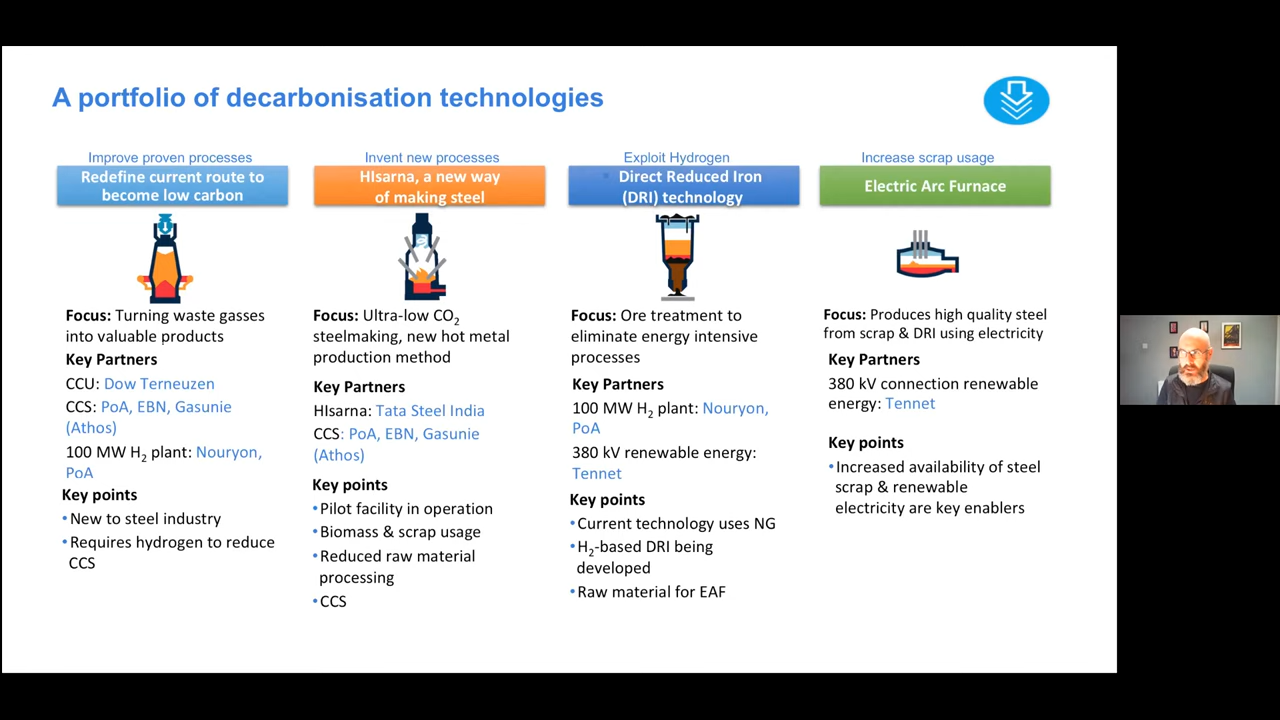 A portfolio of decarbonisation technologies
Improve proven processes
Redefine current route to
become low carbon
Focus: Turning waste gasses
into valuable products
Key Partners
CCU: Dow Terneuzen
CCS: PoA, EBN, Gasunie
(Athos)
100 MW H₂ plant: Nouryon,
PoA
Key points
•New to steel industry
•Requires hydrogen to reduce
CCS
Invent new processes
HIsarna, a new way
of making steel
Focus: Ultra-low CO₂
steelmaking, new hot metal
production method
Key Partners
HIsarna: Tata Steel India
CCS: PoA, EBN, Gasunie
(Athos)
Key points
•Pilot facility in operation
•Biomass & scrap usage
•Reduced raw material
processing
•CCS
Exploit Hydrogen
Direct Reduced Iron
(DRI) technology
Focus: Ore treatment to
eliminate energy intensive
processes
Key Partners
100 MW H₂ plant: Nouryon,
PoA
380 kV renewable energy:
Tennet
Key points
•Current technology uses NG
•H₂-based DRI being
developed
•Raw material for EAF
Increase scrap usage
Electric Arc Furnace
Focus: Produces high quality steel
from scrap & DRI using electricity
Key Partners
380 kV connection renewable
energy: Tennet
Key points
•Increased availability of steel
scrap & renewable
electricity are key enablers